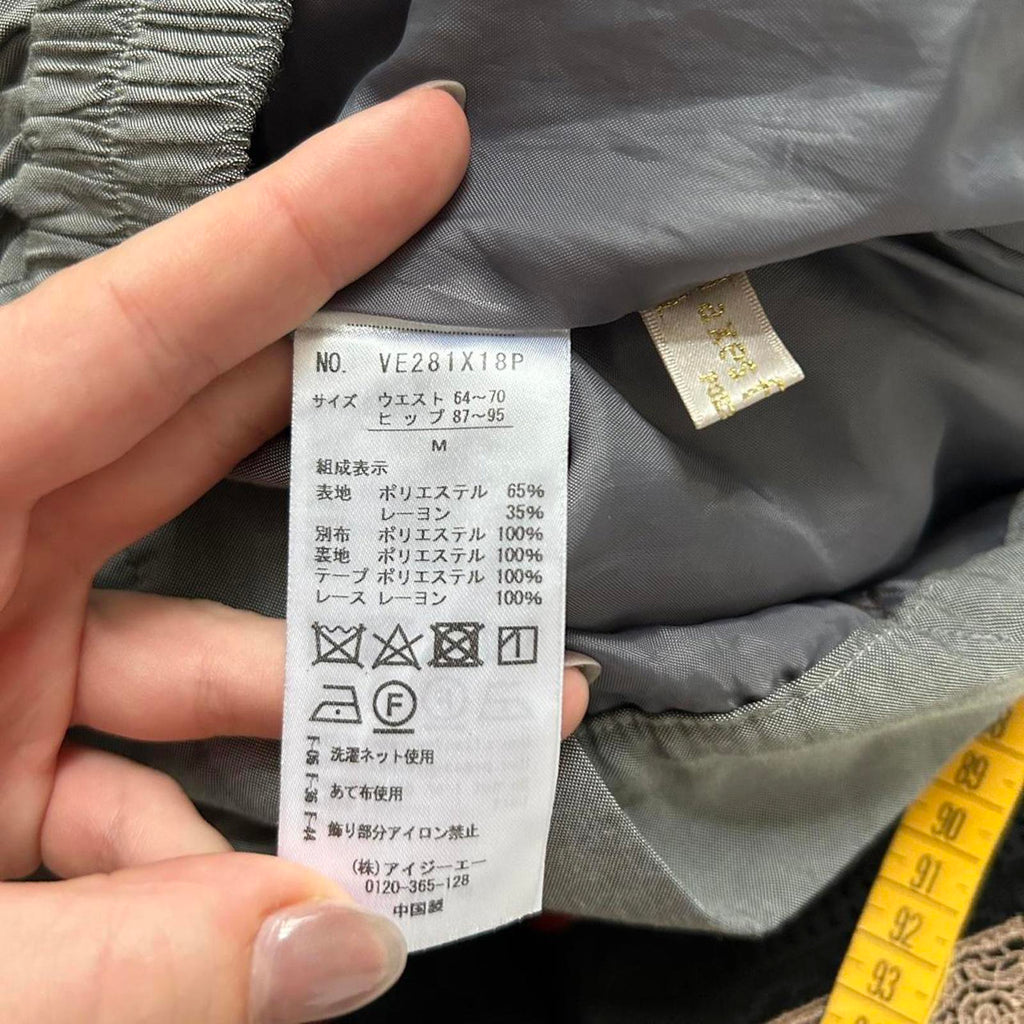 NO. VE281X18P
サイズ ウエスト 64〜70
ヒップ 87〜95
M
組成表示
表地 ポリエステル 65%
レーヨン 35%
別布 ポリエステル 100%
裏地 ポリエステル 100%
テープ ポリエステル 100%
レース レーヨン 100%
F
F-06 洗濯ネット使用
F-36 あて布使用
F-44 飾り部分アイロン禁止
(株)アイジーエー
0120-365-128
中国製
89
90
91
92
93